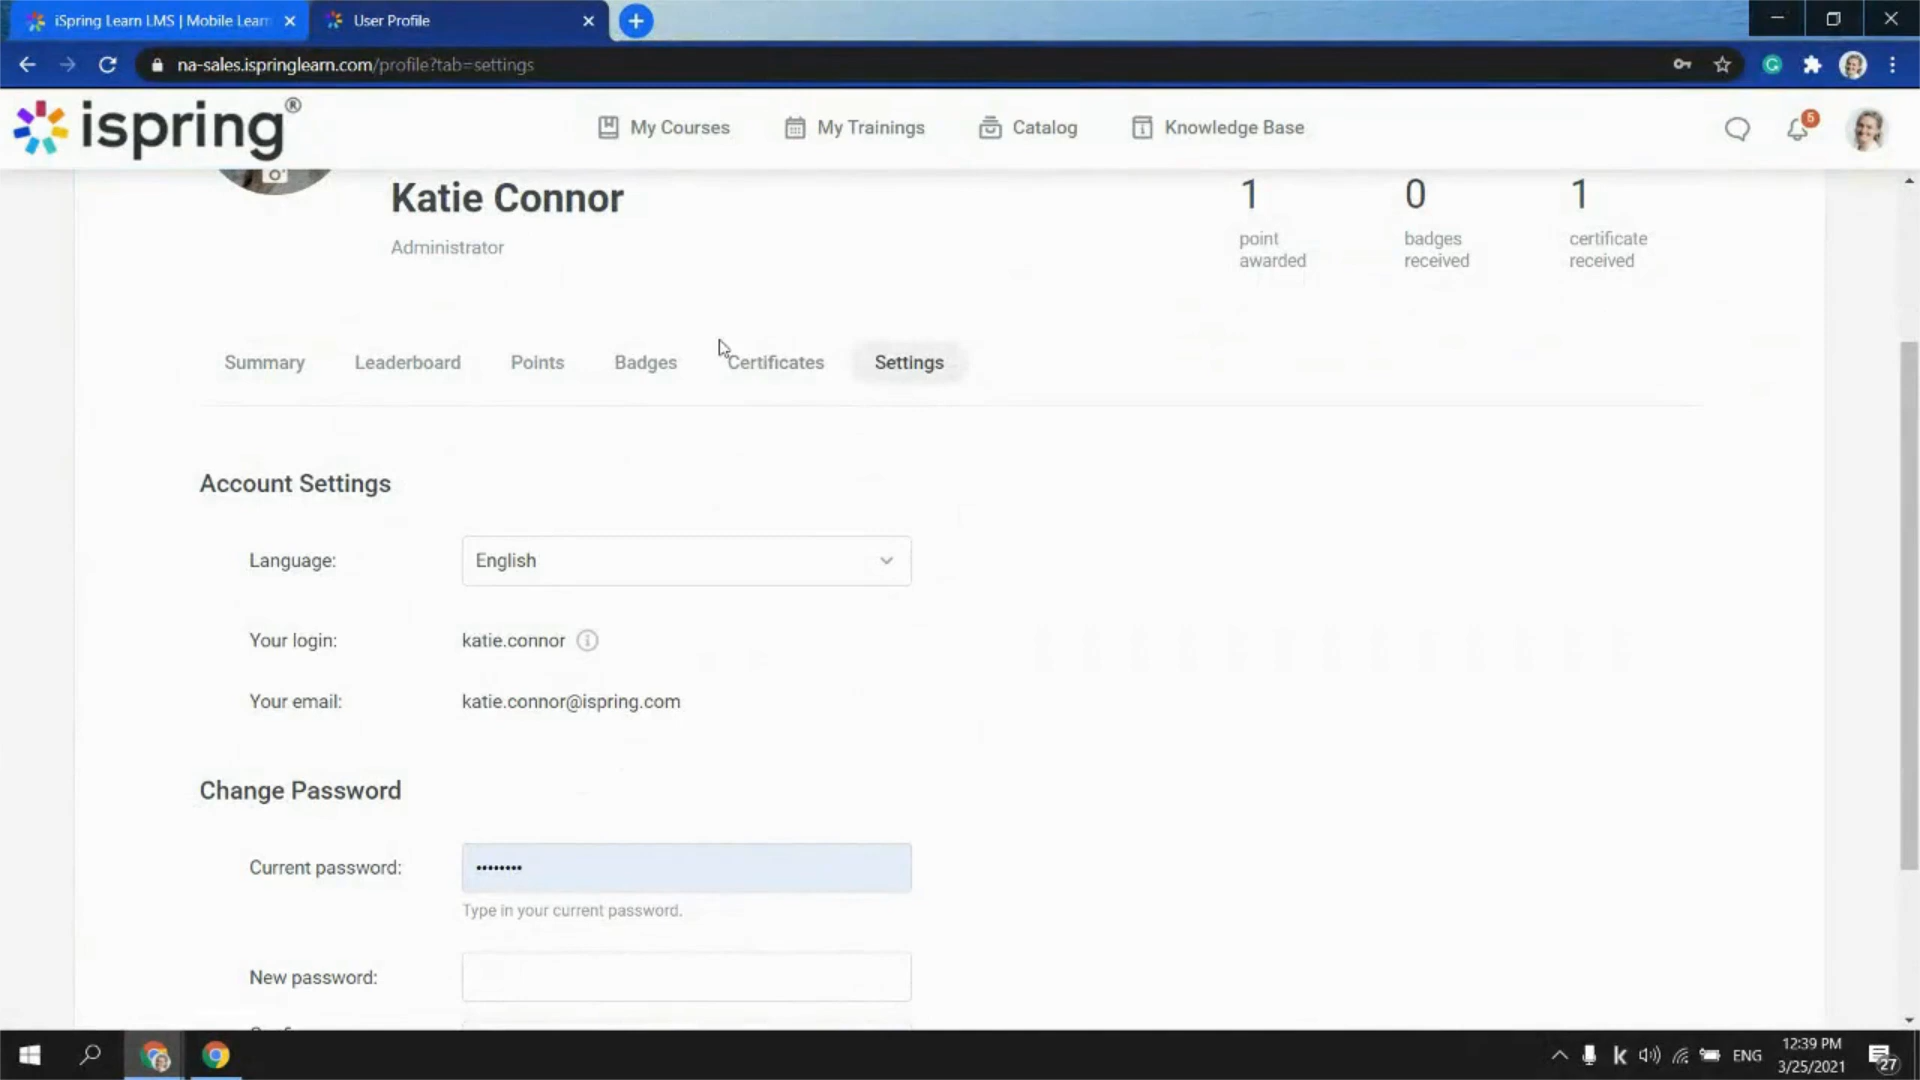 iSpring Learn LMS | Mobile Learn
User Profile
na-sales.ispringlearn.com/profile?tab=settings
ispring®
My Courses
My Trainings
Catalog
Knowledge Base
5
Katie Connor
Administrator
1
point
awarded
0
badges
received
1
certificate
received
Summary
Leaderboard
Points
Badges
Certificates
Settings
Account Settings
Language:
English
Your login:
katie.connor
Your email:
katie.connor@ispring.com
Change Password
Current password:
••••••••
Type in your current password.
New password:
ENG
12:39 PM
3/25/2021
27